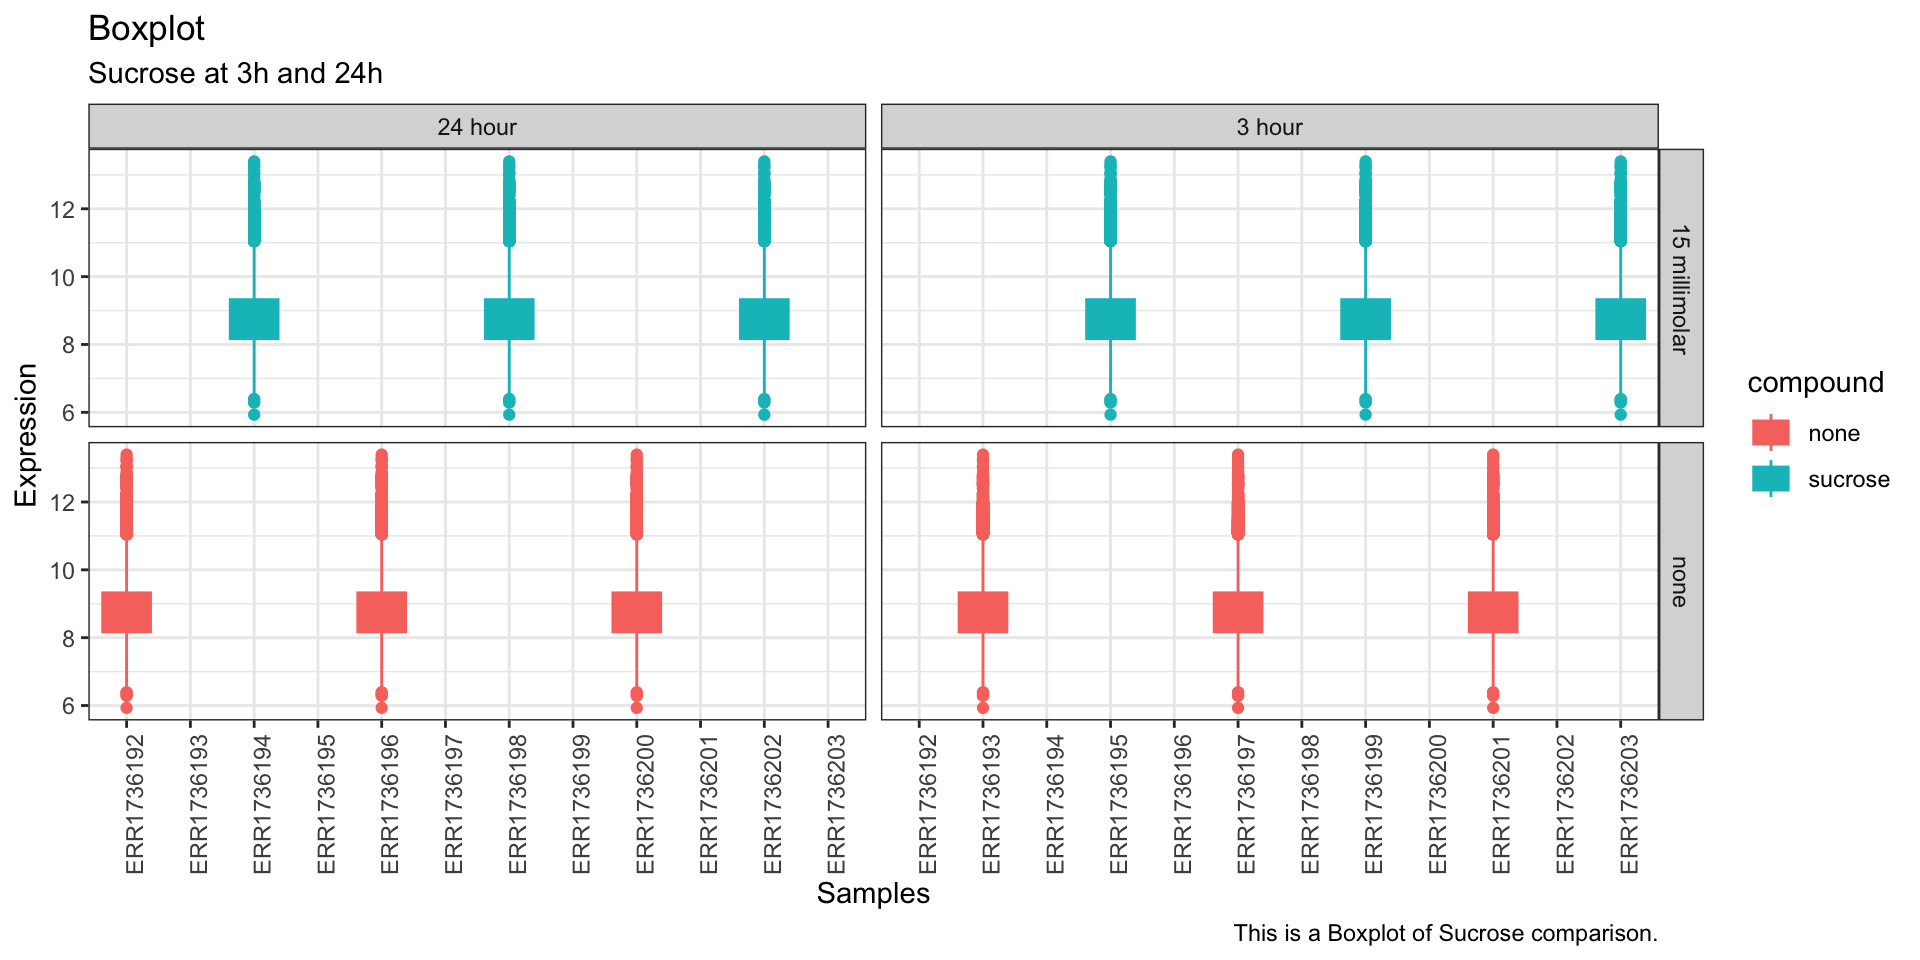 Boxplot
Sucrose at 3h and 24h
24 hour
3 hour
15 millimolar
none
Expression
12
10
8
6
12
10
8
6
compound
none
sucrose
ERR1736192
ERR1736193
ERR1736194
ERR1736195
ERR1736196
ERR1736197
ERR1736198
ERR1736199
ERR1736200
ERR1736201
ERR1736202
ERR1736203
ERR1736192
ERR1736193
ERR1736194
ERR1736195
ERR1736196
ERR1736197
ERR1736198
ERR1736199
ERR1736200
ERR1736201
ERR1736202
ERR1736203
Samples
This is a Boxplot of Sucrose comparison.